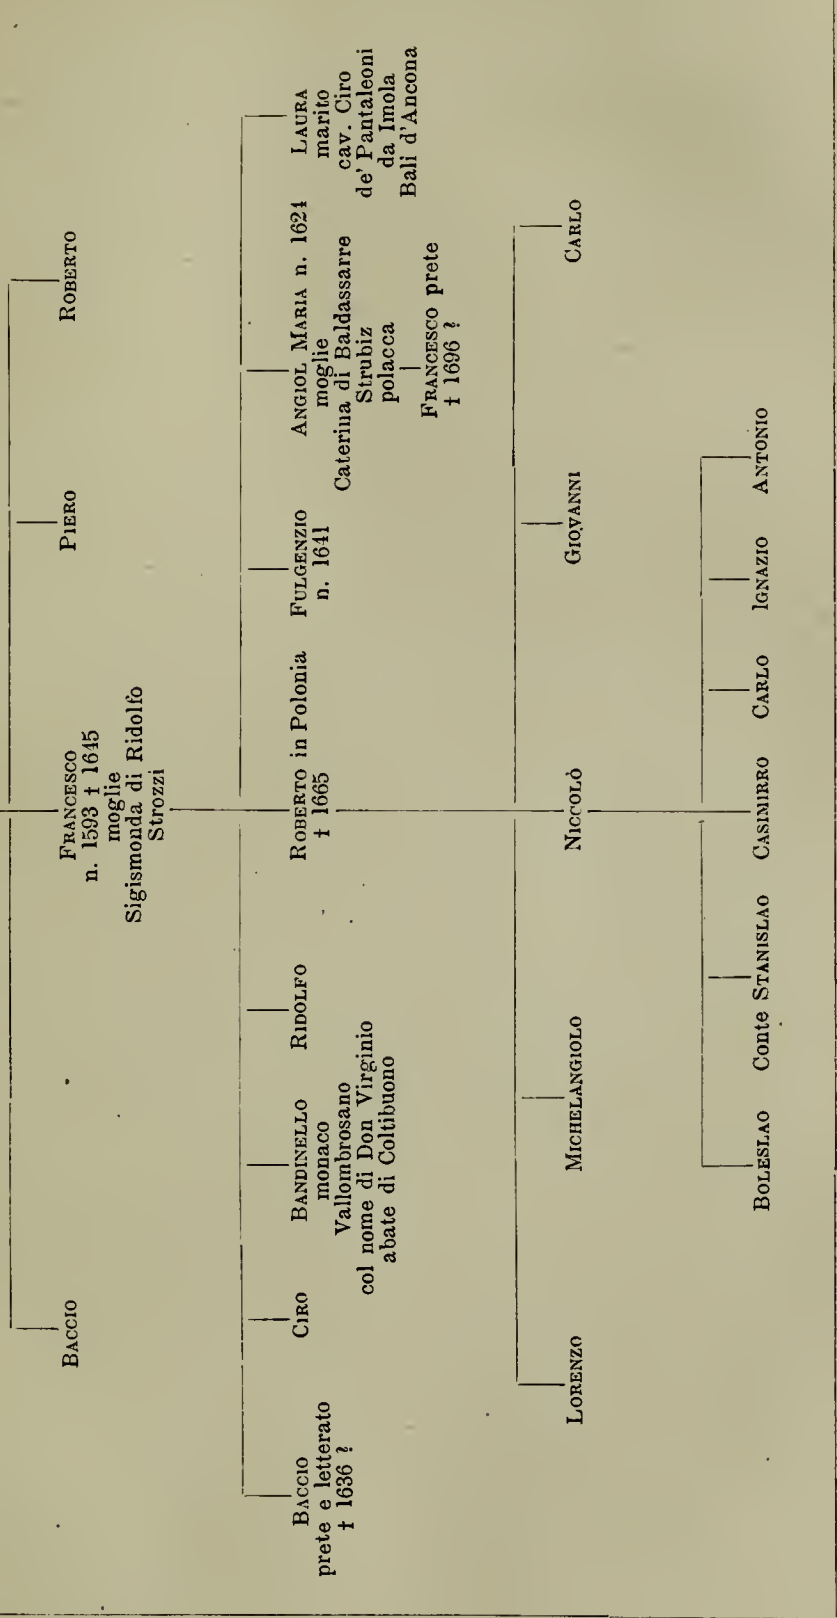 BACCIO
FRANCESCO
n. 1593 † 1645
moglie
Sigismonda di Ridolfo
Strozzi
PIERO
ROBERTO
BACCIO
prete e letterato
† 1636 ?
CIRO
BANDINELLO
monaco
Vallombrosano
col nome di Don Virginio
abate di Coltibuono
RIDOLFO
ROBERTO in Polonia
† 1665
FULGENZIO
n. 1641
ANGIOL MARIA n. 1624
moglie
Caterina di Baldassarre
Strubiz
polacca
FRANCESCO prete
† 1696 ?
LAURA
marito
cav. Ciro
de' Pantaleoni
da Imola
Bali d'Ancona
LORENZO
MICHELANGIOLO
NICCOLÒ
GIOVANNI
CARLO
BOLESLAO
Conte STANISLAO
CASIMIRRO
CARLO
IGNAZIO
ANTONIO